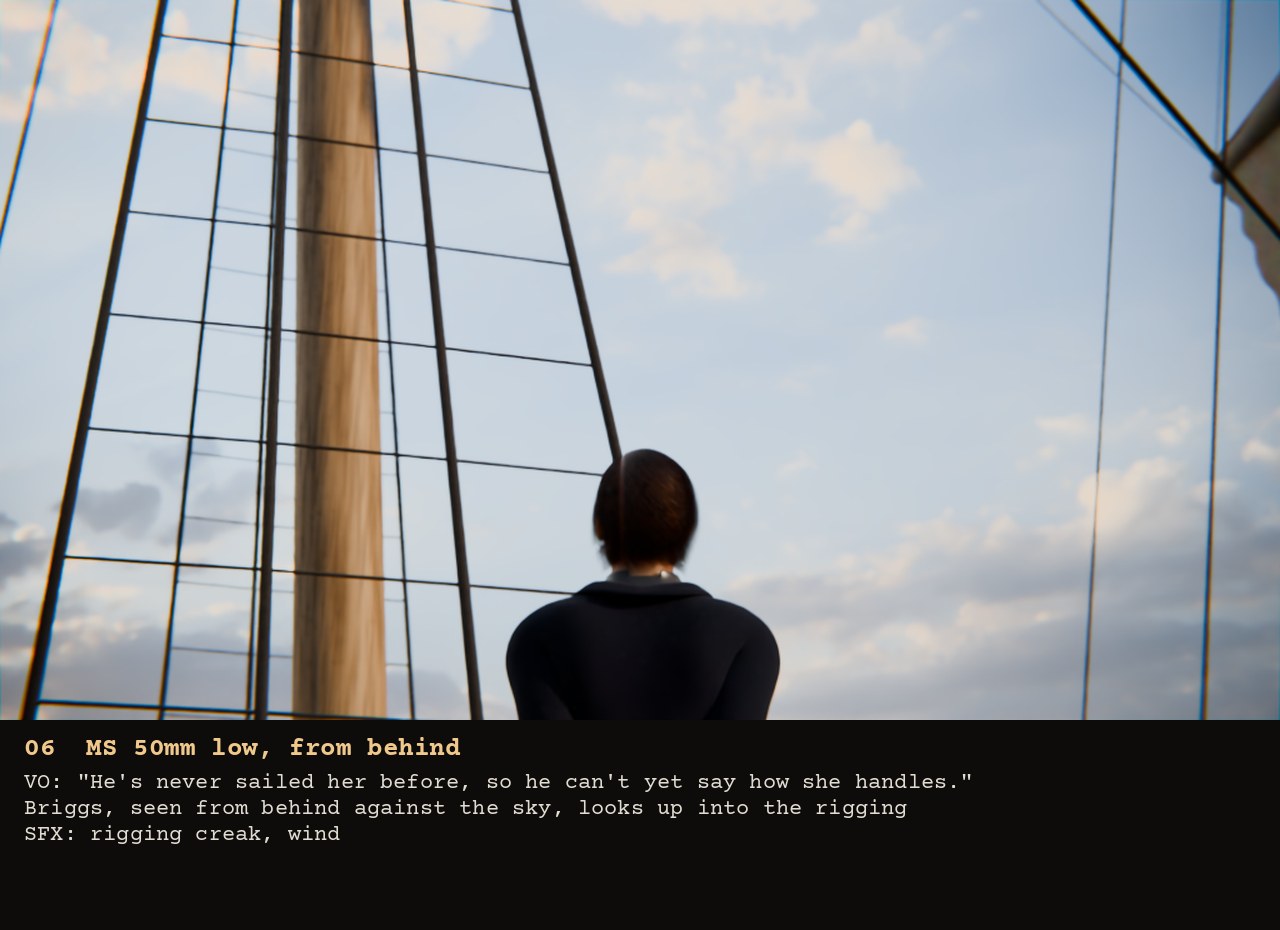 06  MS 50mm low, from behind
VO: "He's never sailed her before, so he can't yet say how she handles."
Briggs, seen from behind against the sky, looks up into the rigging
SFX: rigging creak, wind